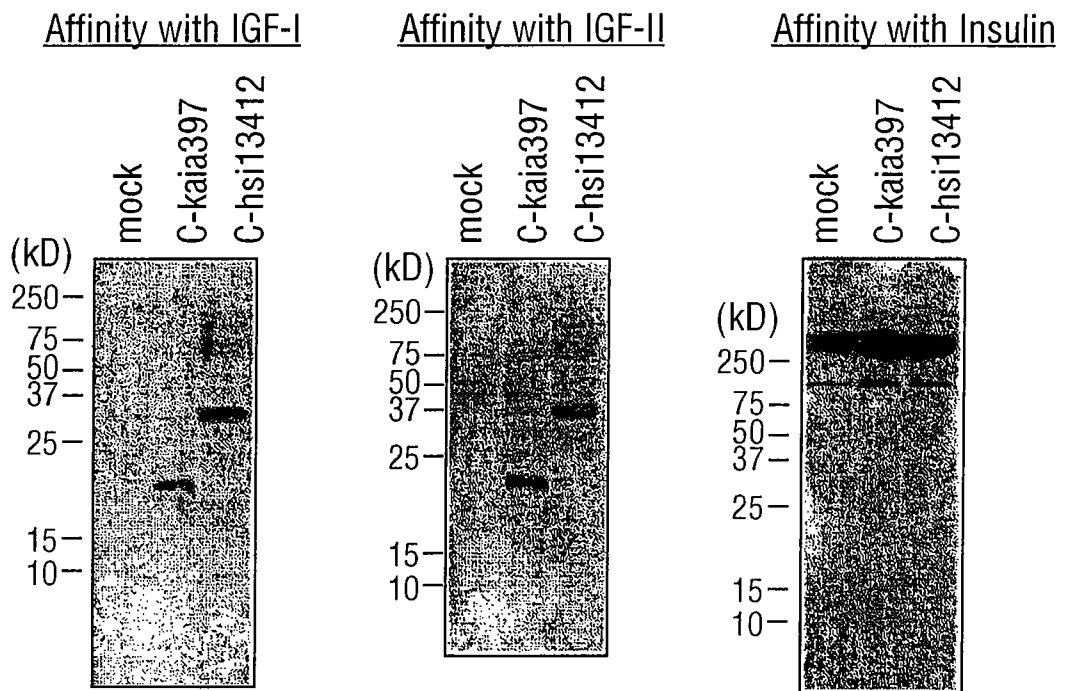 Affinity with IGF-I
mock
C-kaia397
C-hsi13412
(kD)
250
75
50
37
25
15
10
Affinity with IGF-II
mock
C-kaia397
C-hsi13412
(kD)
250
75
50
37
25
15
10
Affinity with Insulin
mock
C-kaia397
C-hsi13412
(kD)
250
75
50
37
25
15
10